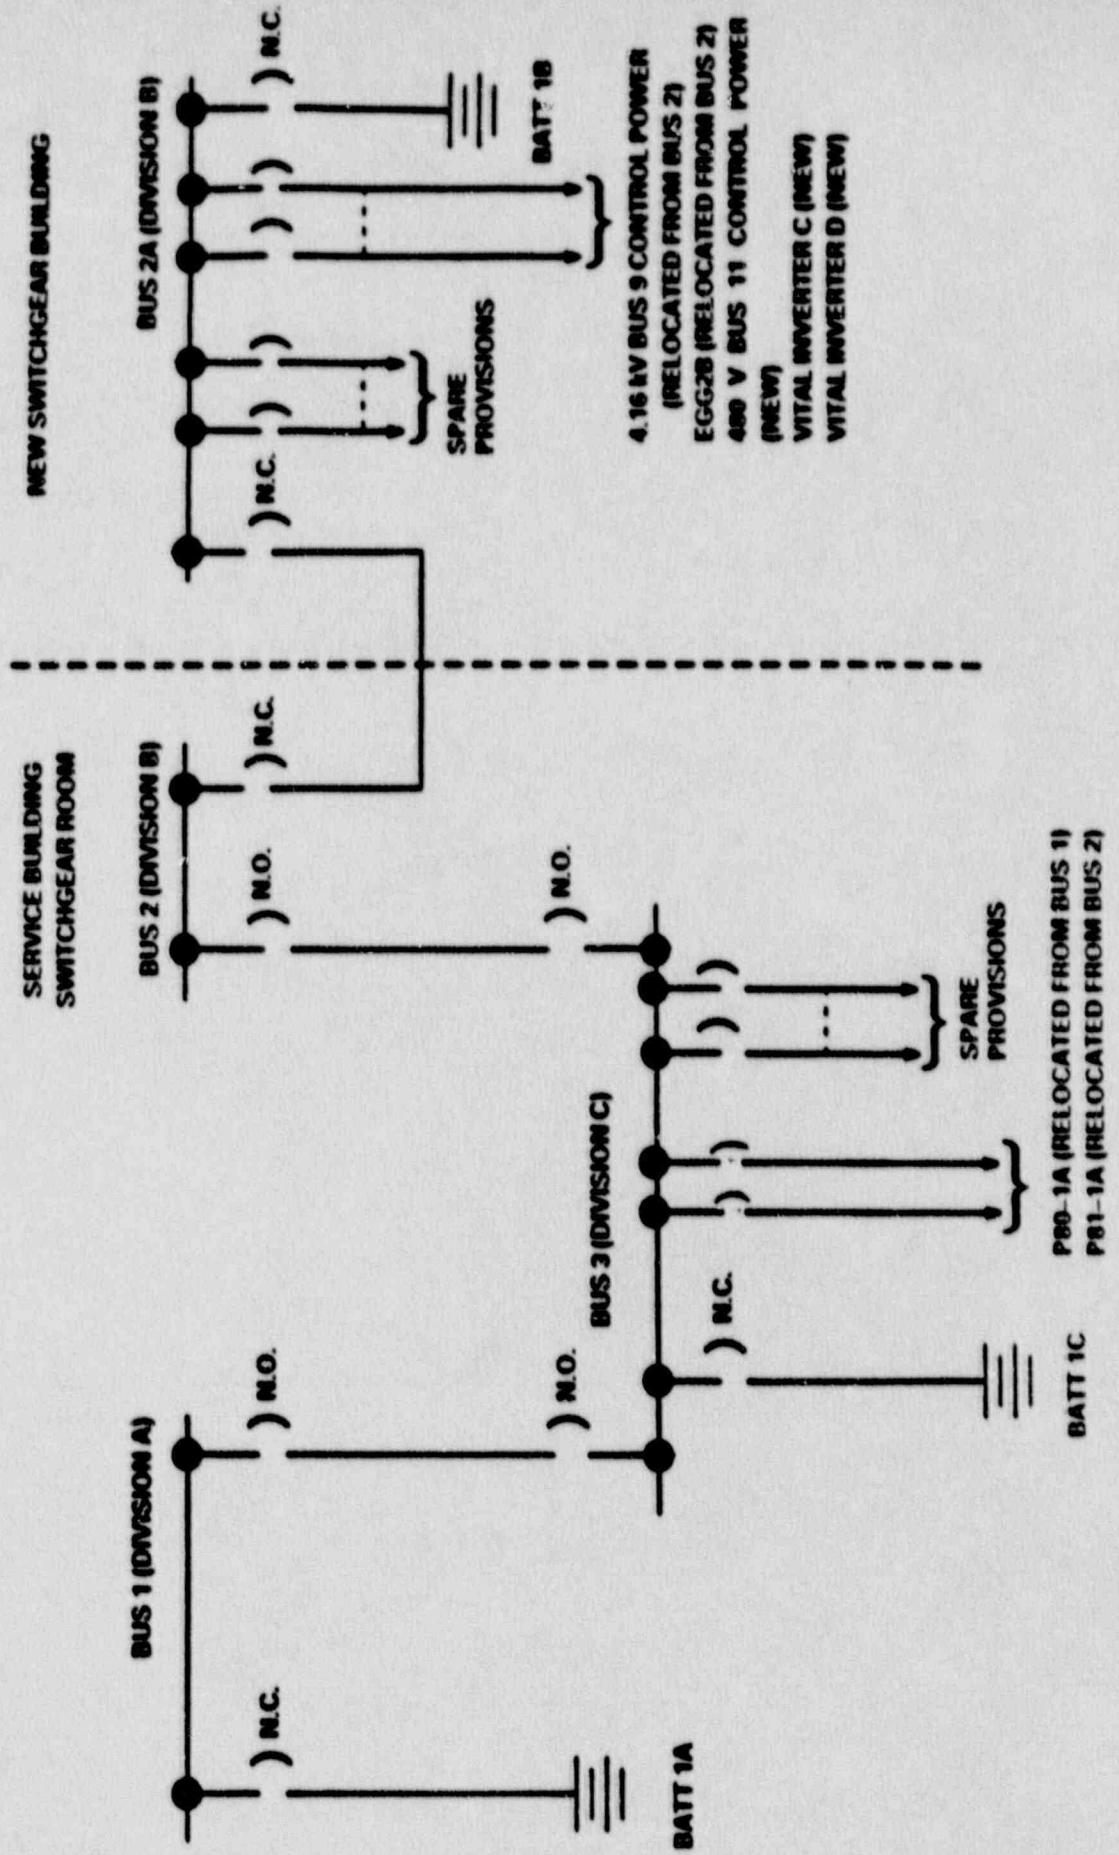 SERVICE BUILDING
SWITCHGEAR ROOM
NEW SWITCHGEAR BUILDING
BUS 1 (DIVISION A)
BUS 2 (DIVISION B)
BUS 2A (DIVISION B)
N.C.
N.O.
N.O.
N.C.
N.C.
N.C.
SPARE
PROVISIONS
BATT 1B
N.O.
N.O.
BUS 3 (DIVISION C)
BATT 1A
N.C.
SPARE
PROVISIONS
BATT 1C
P80-1A (RELOCATED FROM BUS 1)
P81-1A (RELOCATED FROM BUS 2)
4.16 kV BUS 9 CONTROL POWER
(RELOCATED FROM BUS 2)
EGG2B (RELOCATED FROM BUS 2)
480 V BUS 11 CONTROL POWER
(NEW)
VITAL INVERTER C (NEW)
VITAL INVERTER D (NEW)